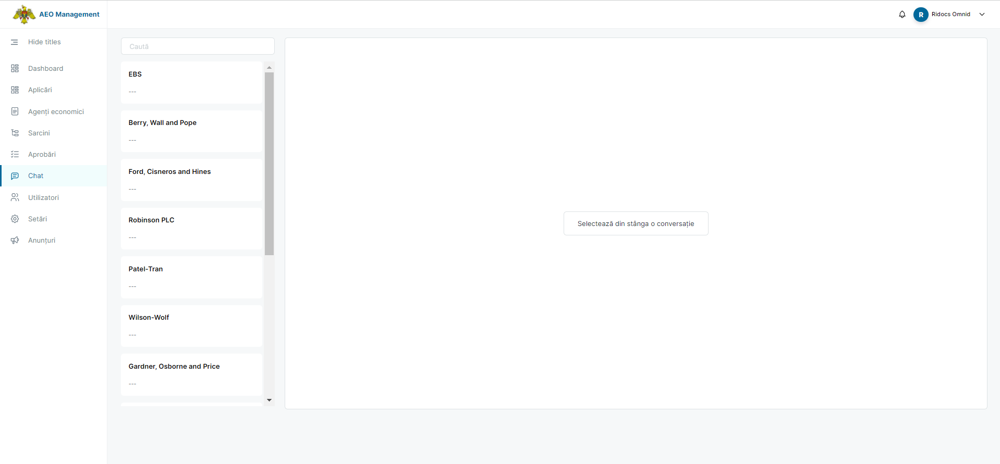 AEO Management
R
Ridocs Omnid
Hide titles
Dashboard
Aplicări
Agenți economici
Sarcini
Aprobări
Chat
Utilizatori
Setări
Anunțuri
Caută
EBS
---
Berry, Wall and Pope
---
Ford, Cisneros and Hines
---
Robinson PLC
---
Patel-Tran
---
Wilson-Wolf
---
Gardner, Osborne and Price
---
Selectează din stânga o conversație